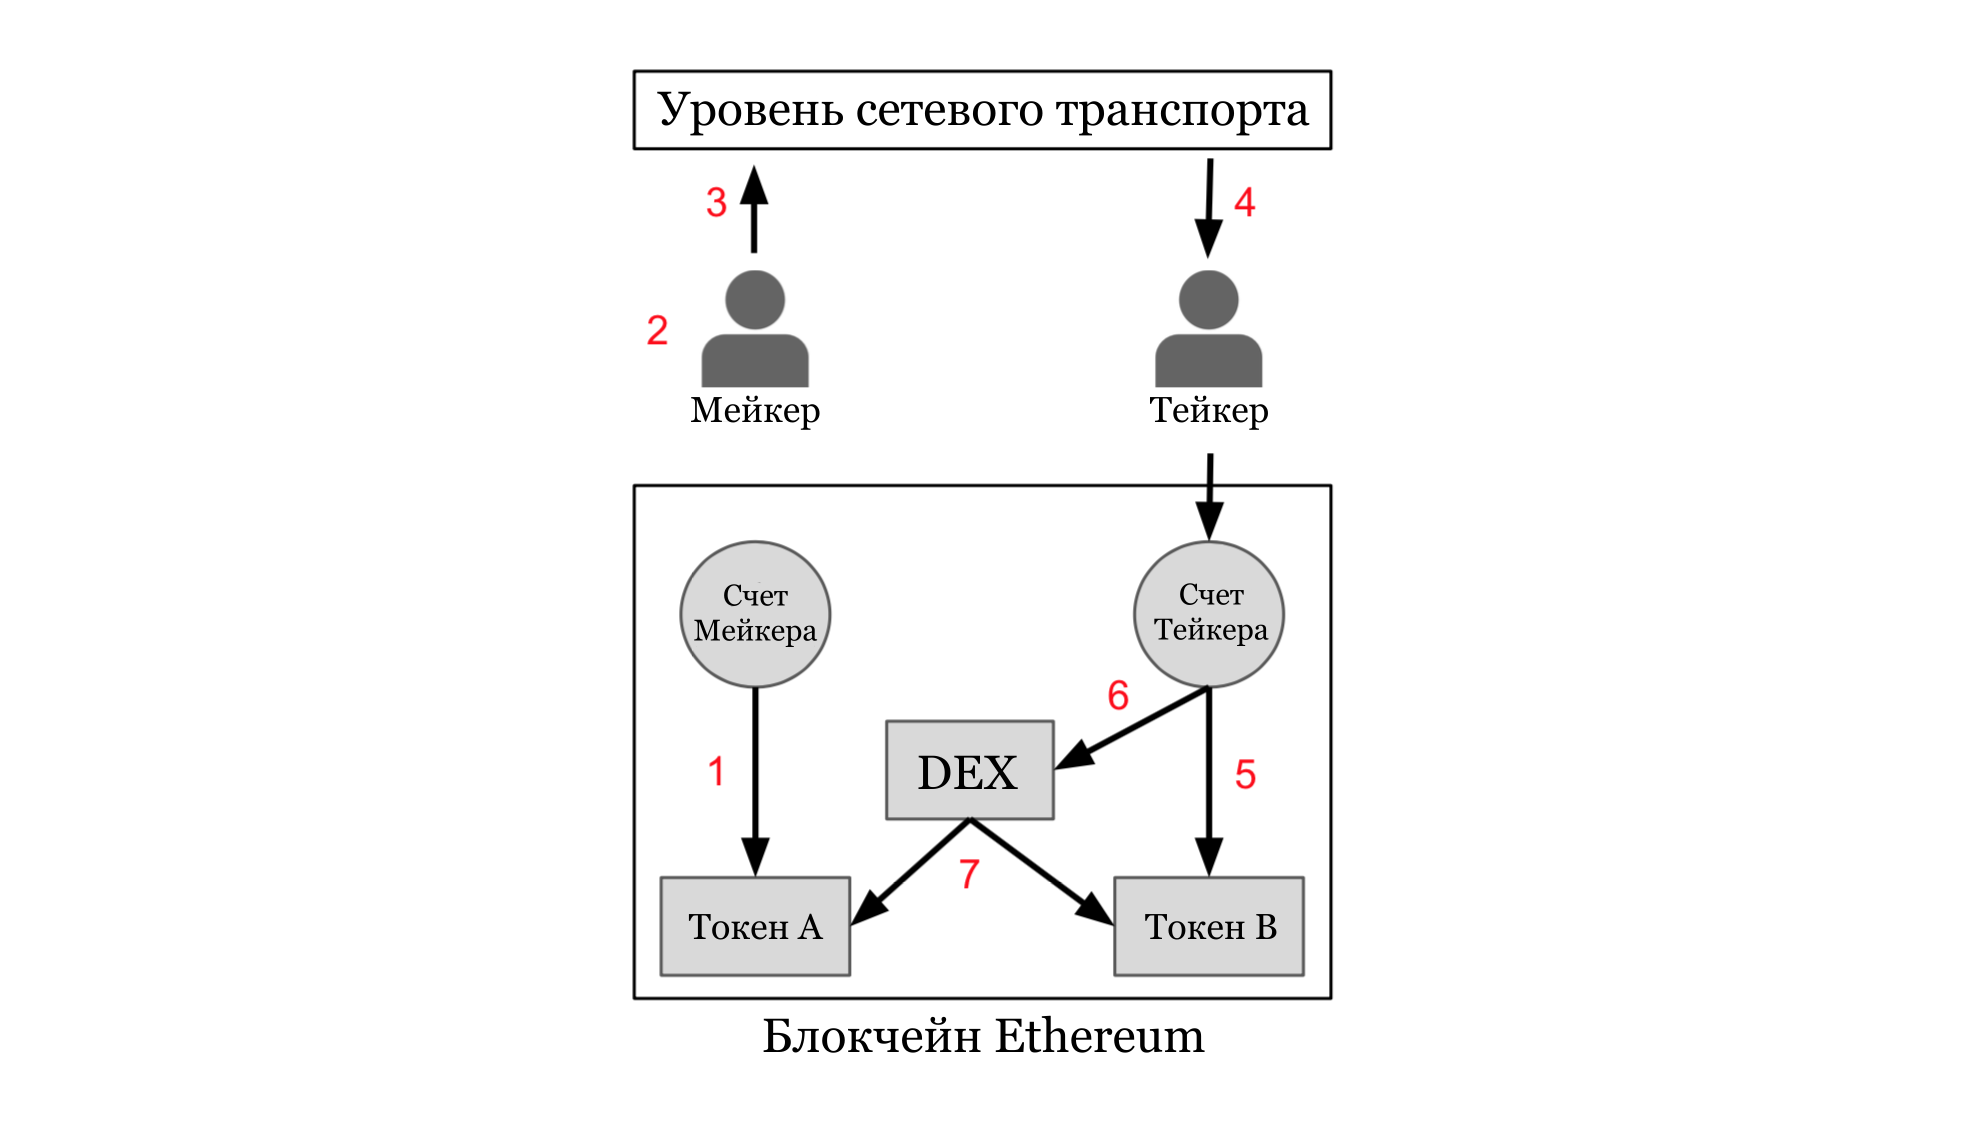 Уровень сетевого транспорта
3
4
2
Мейкер
Тейкер
Счет
Мейкера
Счет
Тейкера
6
1
DEX
5
7
Токен A
Токен B
Блокчейн Ethereum